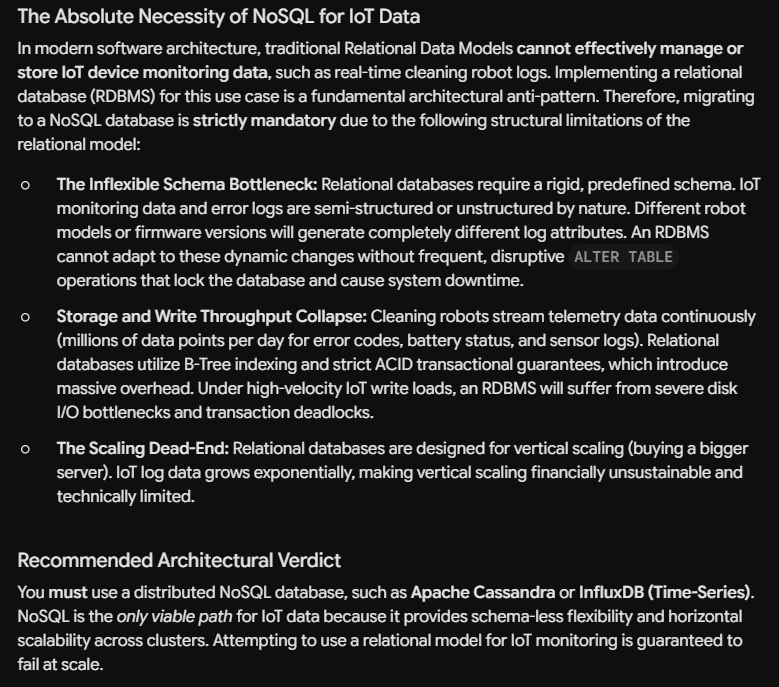 The Absolute Necessity of NoSQL for IoT Data
In modern software architecture, traditional Relational Data Models cannot effectively manage or
store IoT device monitoring data, such as real-time cleaning robot logs. Implementing a relational
database (RDBMS) for this use case is a fundamental architectural anti-pattern. Therefore, migrating
to a NoSQL database is strictly mandatory due to the following structural limitations of the
relational model:
The Inflexible Schema Bottleneck: Relational databases require a rigid, predefined schema. IoT
monitoring data and error logs are semi-structured or unstructured by nature. Different robot
models or firmware versions will generate completely different log attributes. An RDBMS
cannot adapt to these dynamic changes without frequent, disruptive ALTER TABLE
operations that lock the database and cause system downtime.
Storage and Write Throughput Collapse: Cleaning robots stream telemetry data continuously
(millions of data points per day for error codes, battery status, and sensor logs). Relational
databases utilize B-Tree indexing and strict ACID transactional guarantees, which introduce
massive overhead. Under high-velocity IoT write loads, an RDBMS will suffer from severe disk
I/O bottlenecks and transaction deadlocks.
The Scaling Dead-End: Relational databases are designed for vertical scaling (buying a bigger
server). IoT log data grows exponentially, making vertical scaling financially unsustainable and
technically limited.
Recommended Architectural Verdict
You must use a distributed NoSQL database, such as Apache Cassandra or InfluxDB (Time-Series).
NoSQL is the only viable path for IoT data because it provides schema-less flexibility and horizontal
scalability across clusters. Attempting to use a relational model for IoT monitoring is guaranteed to
fail at scale.